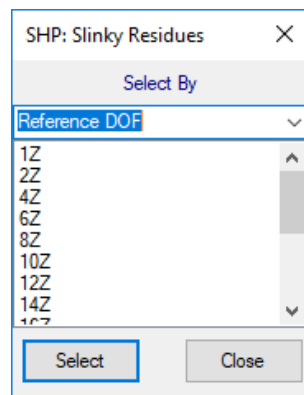 SHP: Slinky Residues
Select By
Reference DOF
1Z
2Z
4Z
6Z
8Z
10Z
12Z
14Z
Select
Close